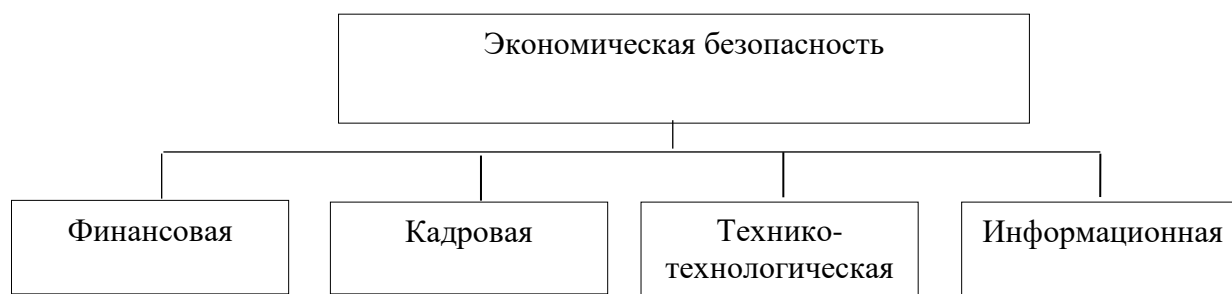 Экономическая безопасность
Финансовая
Кадровая
Технико-
технологическая
Информационная